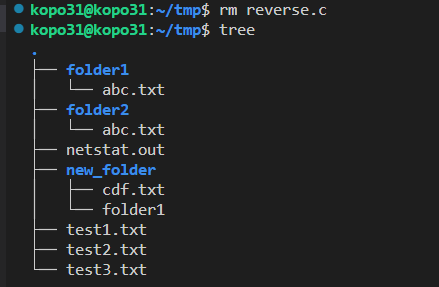 kopo31@kopo31:~/tmp$ rm reverse.c
kopo31@kopo31:~/tmp$ tree
.
├── folder1
│   └── abc.txt
├── folder2
│   └── abc.txt
├── netstat.out
├── new_folder
│   ├── cdf.txt
│   └── folder1
├── test1.txt
├── test2.txt
└── test3.txt